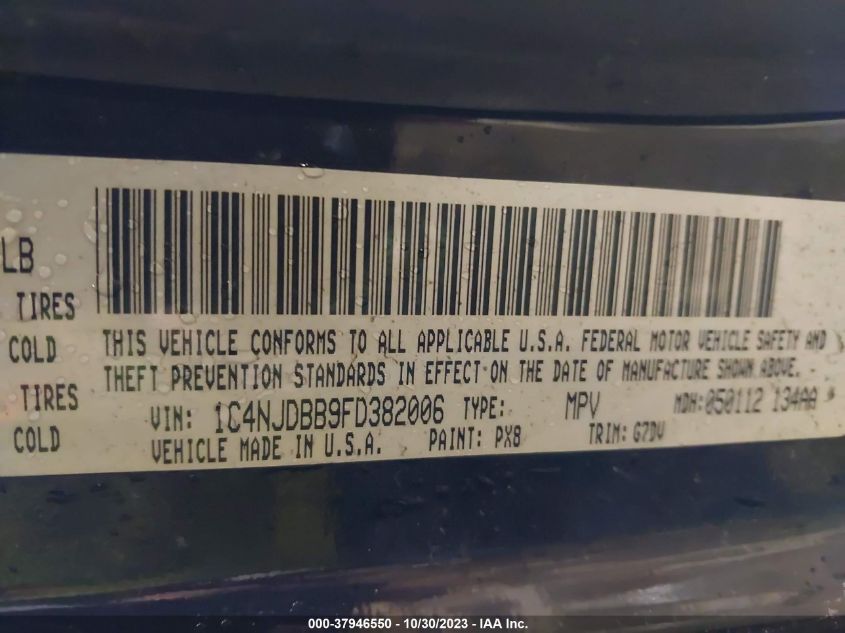 LB
TIRES
COLD
TIRES
COLD
THIS VEHICLE CONFORMS TO ALL APPLICABLE U.S.A. FEDERAL MOTOR VEHICLE SAFETY AND
THEFT PREVENTION STANDARDS IN EFFECT ON THE DATE OF MANUFACTURE SHOWN ABOVE.
VIN: 1C4NJDBB9FD382006 TYPE: MPV MDH: 050112 134AA
VEHICLE MADE IN U.S.A. PAINT: PX8 TRIM: G7DV
000-37946550 - 10/30/2023 - IAA Inc.